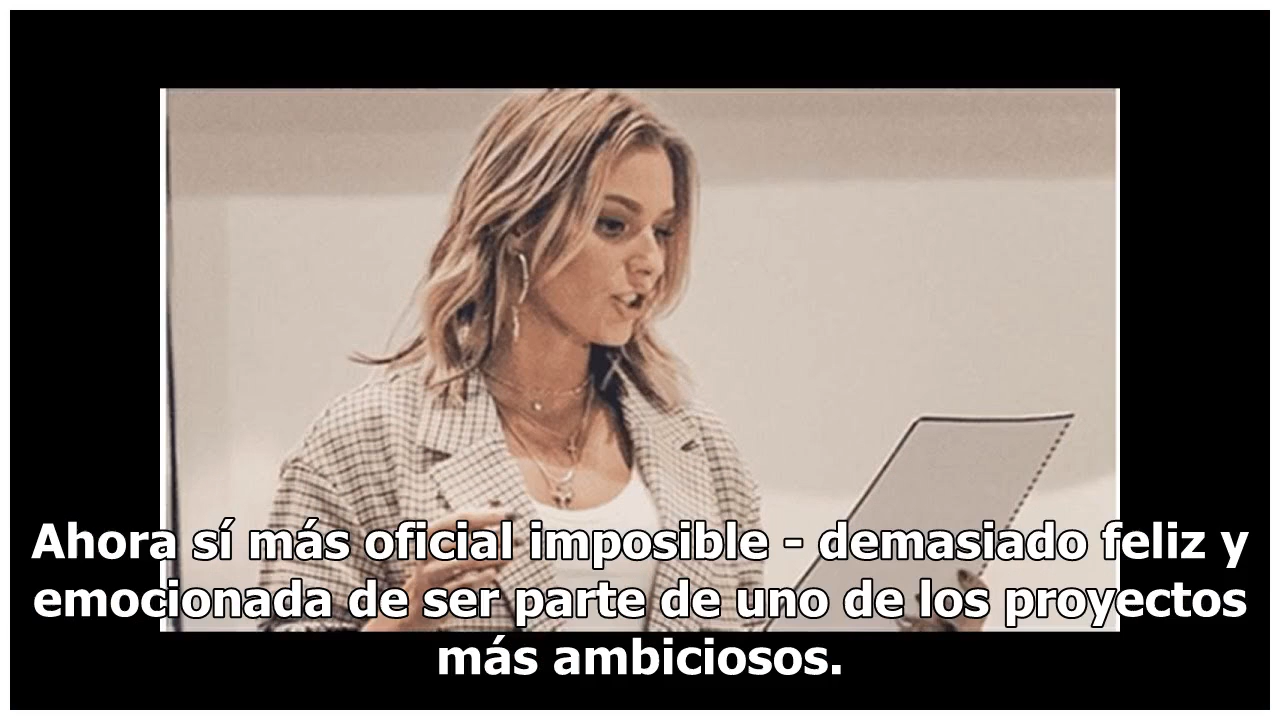 Ahora sí más oficial imposible - demasiado feliz y
emocionada de ser parte de uno de los proyectos
más ambiciosos.